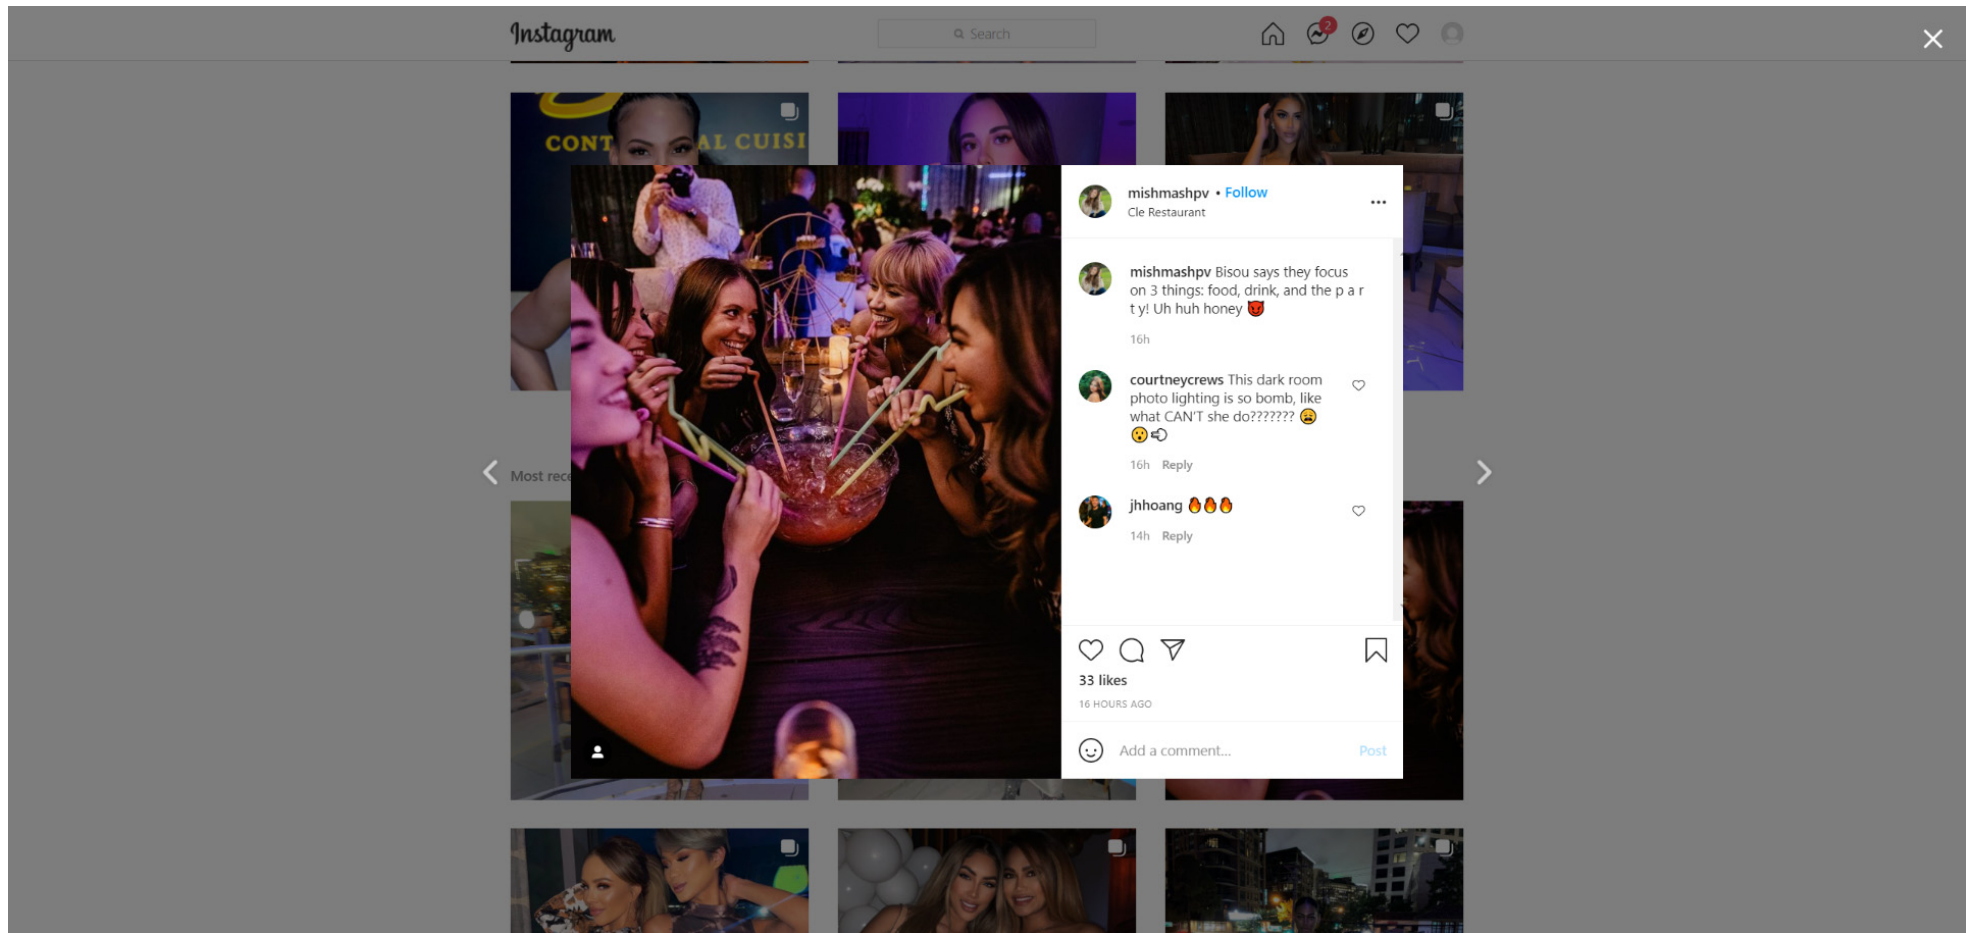 Instagram
Search
2
CONT AL CUISI
mishmashpv • Follow
Cle Restaurant
mishmashpv Bisou says they focus
on 3 things: food, drink, and the p a r
t y! Uh huh honey 😈
16h
courtneycrews This dark room
photo lighting is so bomb, like
what CAN'T she do??????? 😩
😮💨
16h Reply
jhhoang 🔥🔥🔥
14h Reply
Most rece
33 likes
16 HOURS AGO
Add a comment...
Post